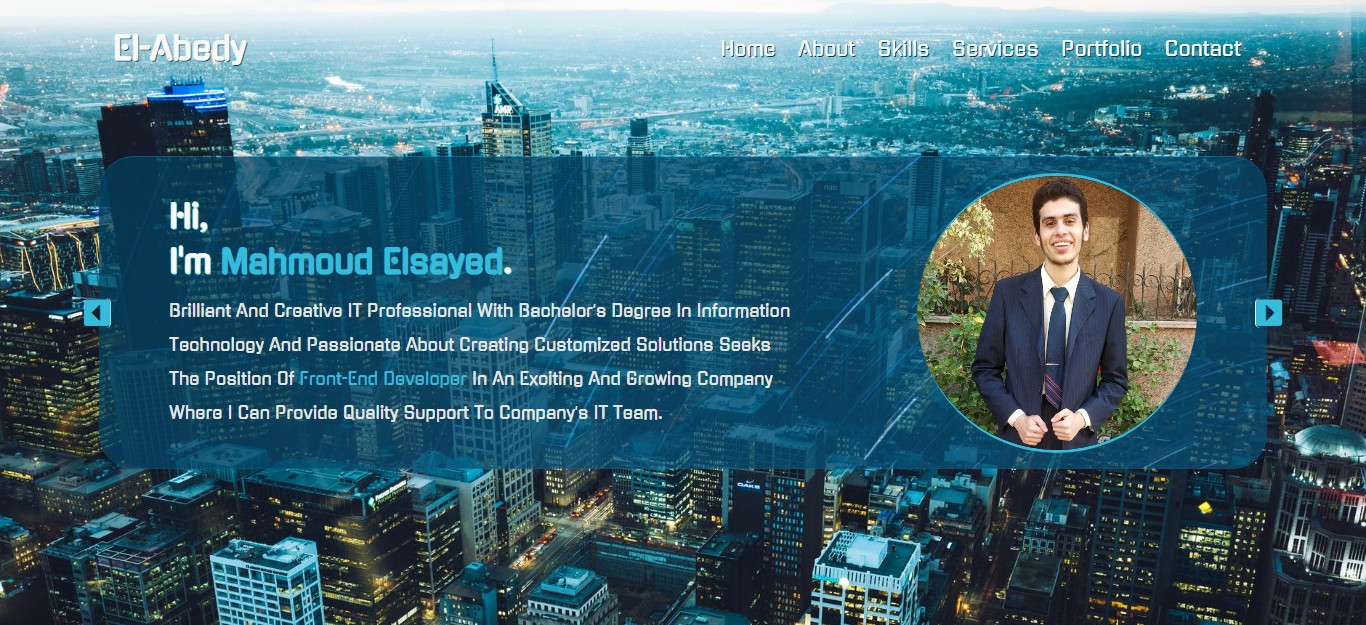 El-Abedy
Home About Skills Services Portfolio Contact
Hi,
I'm Mahmoud Elsayed.
Brilliant And Creative IT Professional With Bachelor's Degree In Information
Technology And Passionate About Creating Customized Solutions Seeks
The Position Of Front-End Developer In An Exciting And Growing Company
Where I Can Provide Quality Support To Company's IT Team.
nab
OAKS